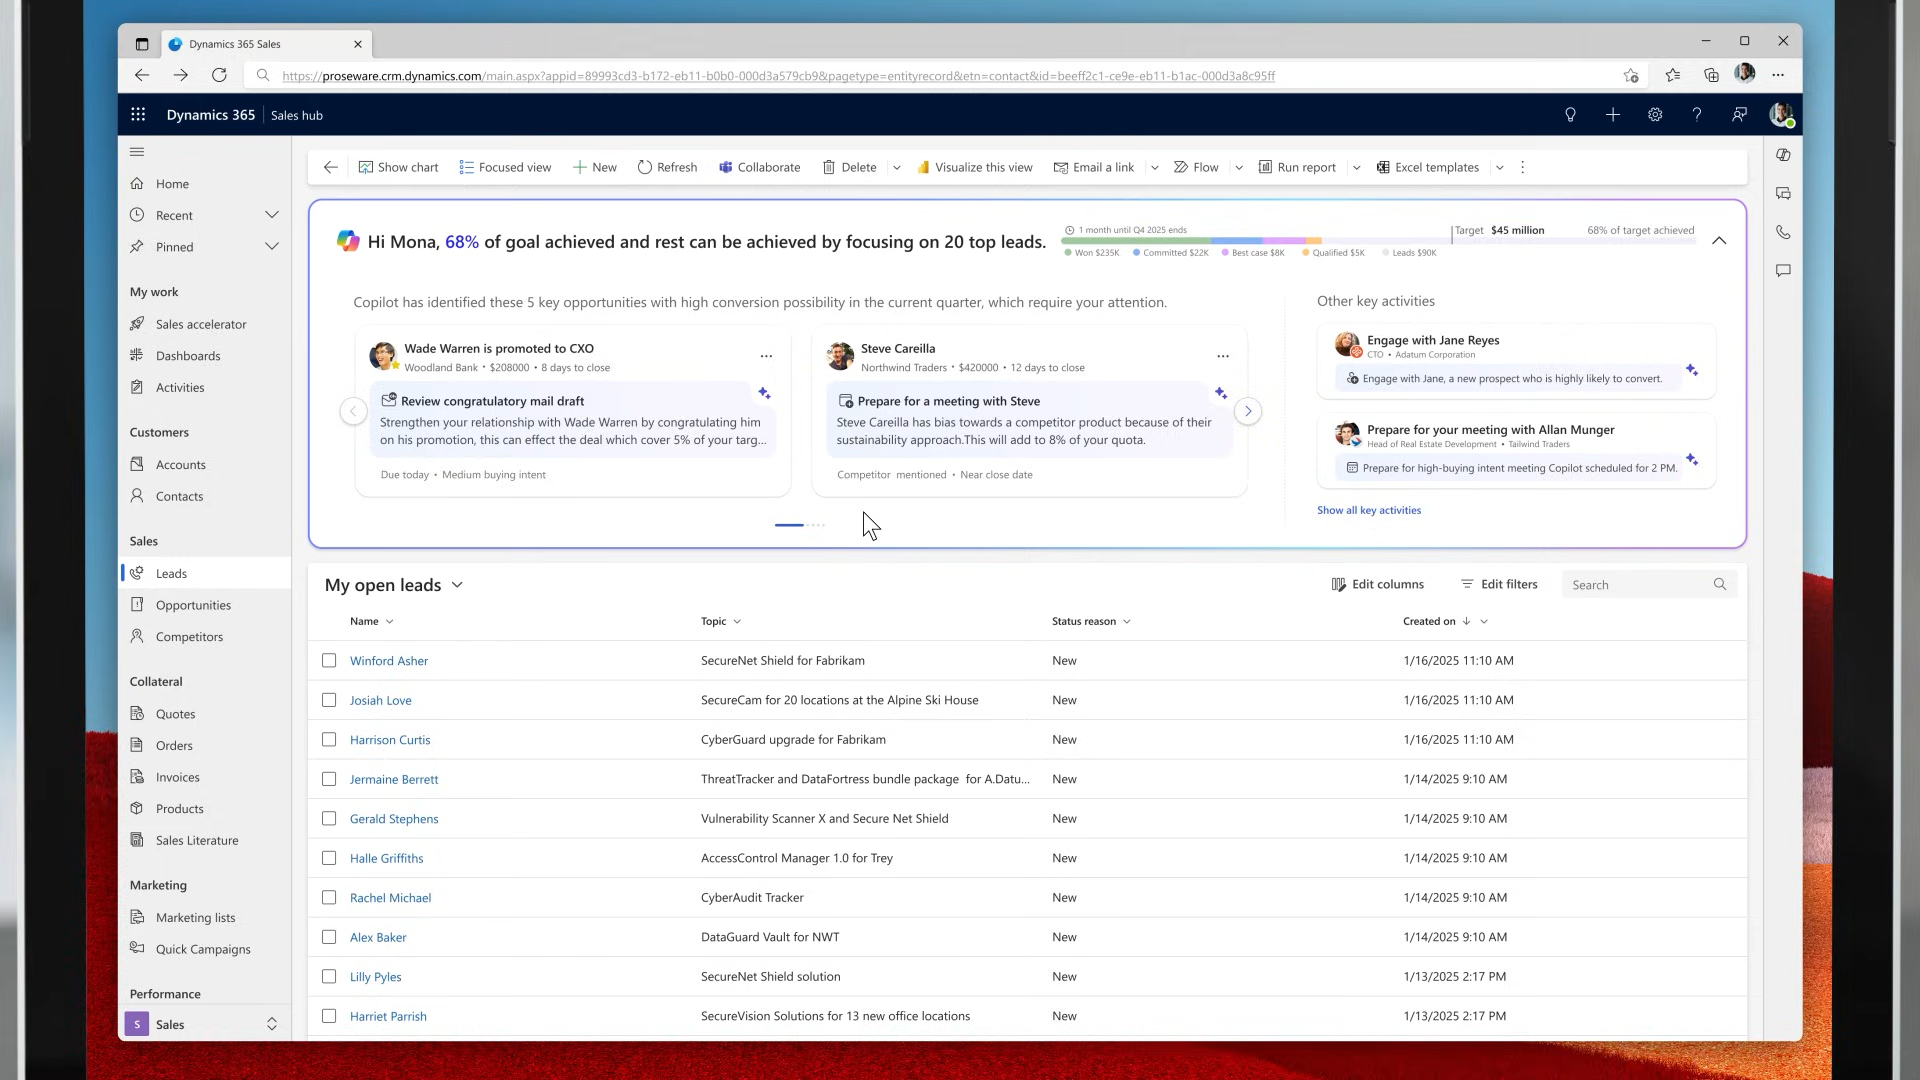 Dynamics 365 Sales
https://proseware.crm.dynamics.com/main.aspx?appid=89993cd3-b172-eb11-b0b0-000d3a579cb9&pagetype=entityrecord&etn=contact&id=beeff2c1-ce9e-eb11-b1ac-000d3a8c95ff
Dynamics 365 Sales hub
Show chart Focused view New Refresh Collaborate Delete Visualize this view Email a link Flow Run report Excel templates
Home
Recent
Pinned
My work
Sales accelerator
Dashboards
Activities
Customers
Accounts
Contacts
Sales
Leads
Opportunities
Competitors
Collateral
Quotes
Orders
Invoices
Products
Sales Literature
Marketing
Marketing lists
Quick Campaigns
Performance
S Sales
Hi Mona, 68% of goal achieved and rest can be achieved by focusing on 20 top leads.
1 month until Q4 2025 ends
Target $45 million 68% of target achieved
Won $235K Committed $22K Best case $8K Qualified $5K Leads $90K
Copilot has identified these 5 key opportunities with high conversion possibility in the current quarter, which require your attention.
Wade Warren is promoted to CXO
Woodland Bank • $208000 • 8 days to close
Review congratulatory mail draft
Strengthen your relationship with Wade Warren by congratulating him
on his promotion, this can effect the deal which cover 5% of your targ...
Due today • Medium buying intent
Steve Careilla
Northwind Traders • $420000 • 12 days to close
Prepare for a meeting with Steve
Steve Careilla has bias towards a competitor product because of their
sustainability approach.This will add to 8% of your quota.
Competitor mentioned • Near close date
Other key activities
Engage with Jane Reyes
CTO • Adatum Corporation
Engage with Jane, a new prospect who is highly likely to convert.
Prepare for your meeting with Allan Munger
Head of Real Estate Development • Tailwind Traders
Prepare for high-buying intent meeting Copilot scheduled for 2 PM.
Show all key activities
My open leads
Edit columns Edit filters Search
Name Topic Status reason Created on
Winford Asher SecureNet Shield for Fabrikam New 1/16/2025 11:10 AM
Josiah Love SecureCam for 20 locations at the Alpine Ski House New 1/16/2025 11:10 AM
Harrison Curtis CyberGuard upgrade for Fabrikam New 1/16/2025 11:10 AM
Jermaine Berrett ThreatTracker and DataFortress bundle package for A.Datu... New 1/14/2025 9:10 AM
Gerald Stephens Vulnerability Scanner X and Secure Net Shield New 1/14/2025 9:10 AM
Halle Griffiths AccessControl Manager 1.0 for Trey New 1/14/2025 9:10 AM
Rachel Michael CyberAudit Tracker New 1/14/2025 9:10 AM
Alex Baker DataGuard Vault for NWT New 1/14/2025 9:10 AM
Lilly Pyles SecureNet Shield solution New 1/13/2025 2:17 PM
Harriet Parrish SecureVision Solutions for 13 new office locations New 1/13/2025 2:17 PM